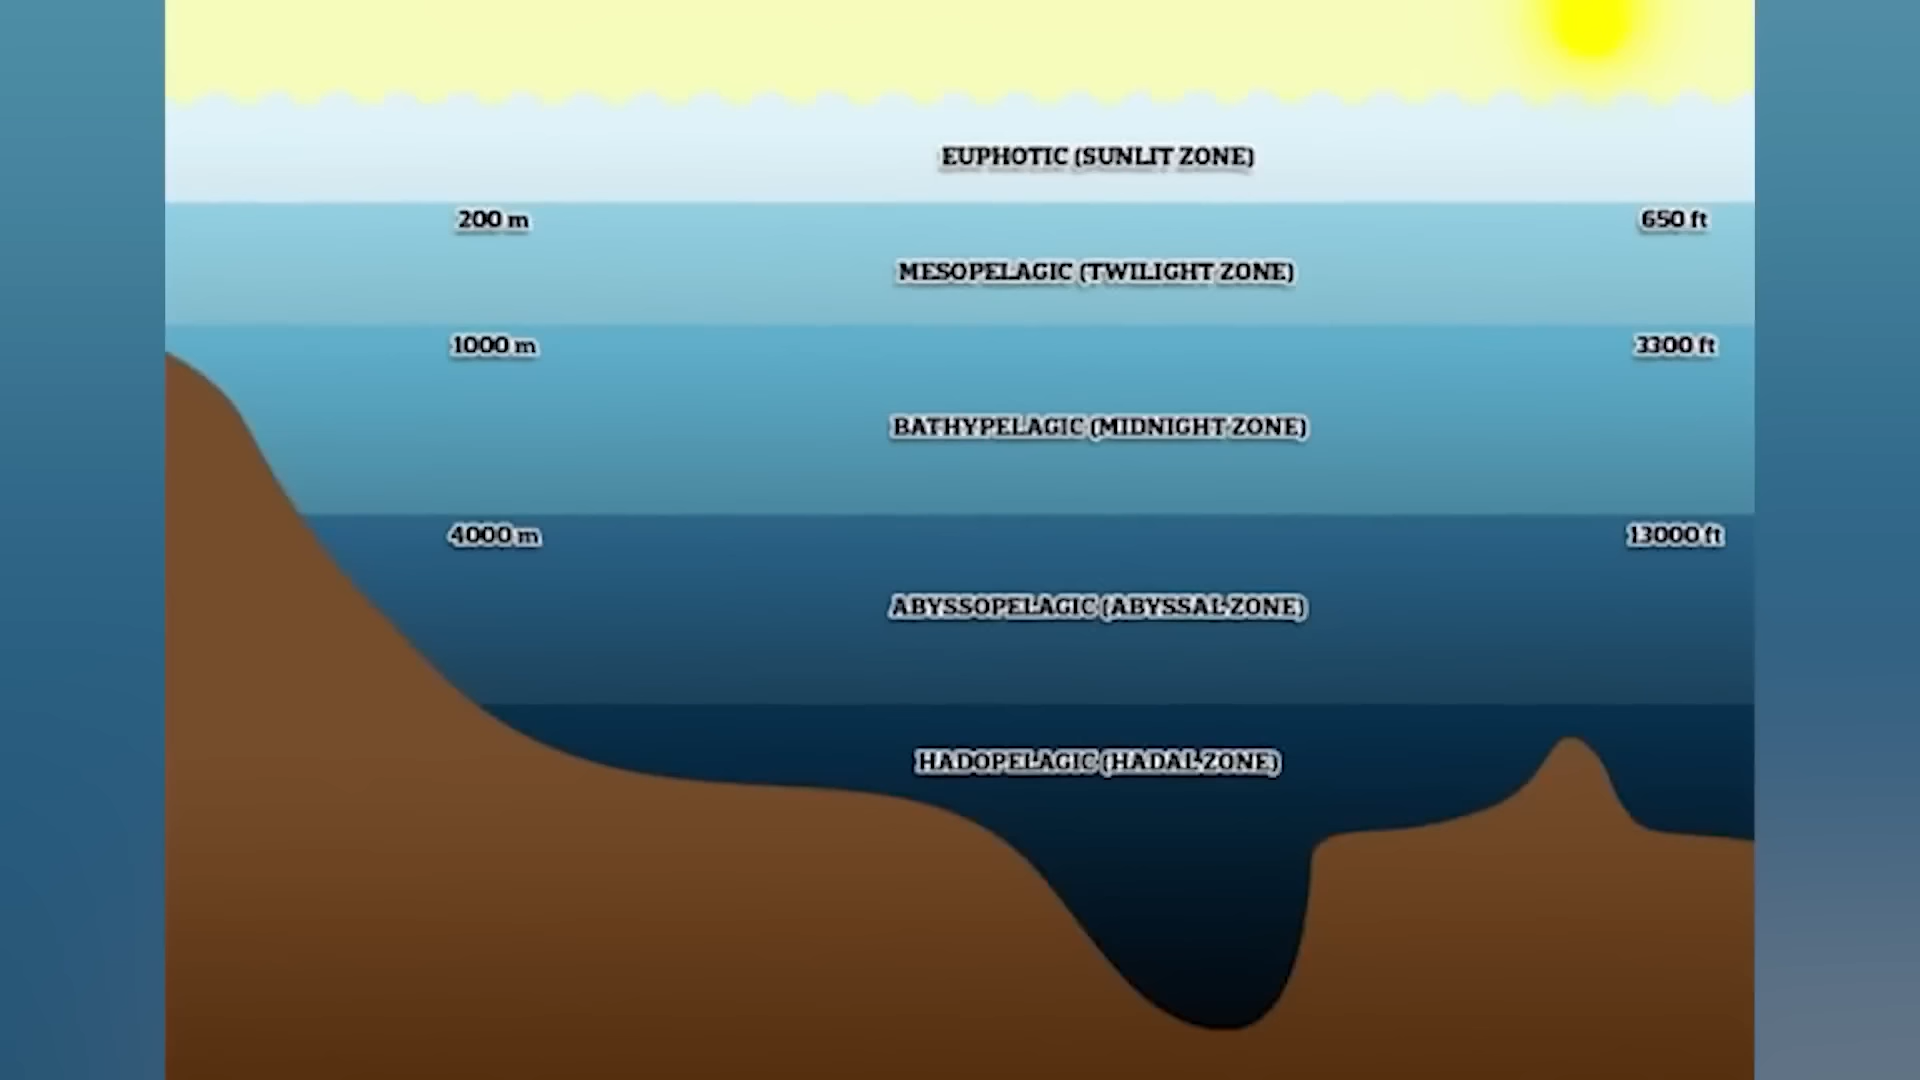 EUPHOTIC (SUNLIT ZONE)
200 m
650 ft
MESOPELAGIC (TWILIGHT ZONE)
1000 m
3300 ft
BATHYPELAGIC (MIDNIGHT ZONE)
4000 m
13000 ft
ABYSSOPELAGIC (ABYSSAL ZONE)
HADOPELAGIC (HADAL ZONE)